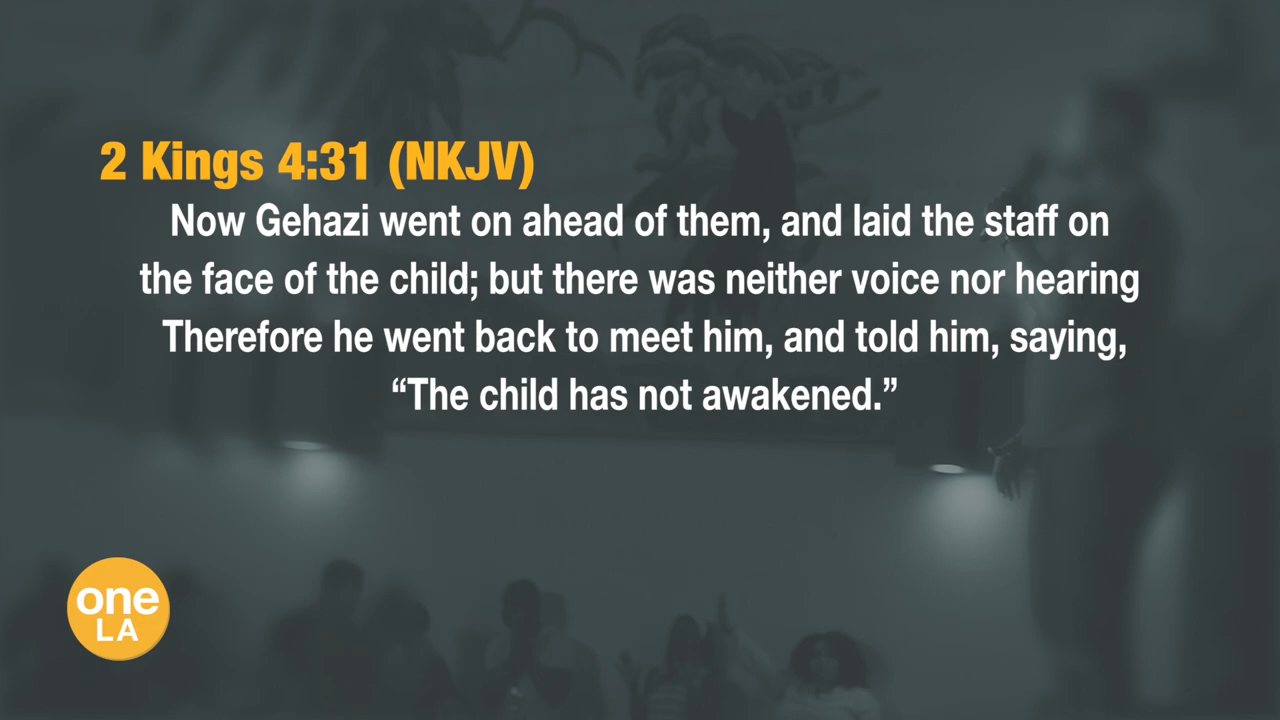 2 Kings 4:31 (NKJV)
Now Gehazi went on ahead of them, and laid the staff on
the face of the child; but there was neither voice nor hearing
Therefore he went back to meet him, and told him, saying,
“The child has not awakened.”
one
LA